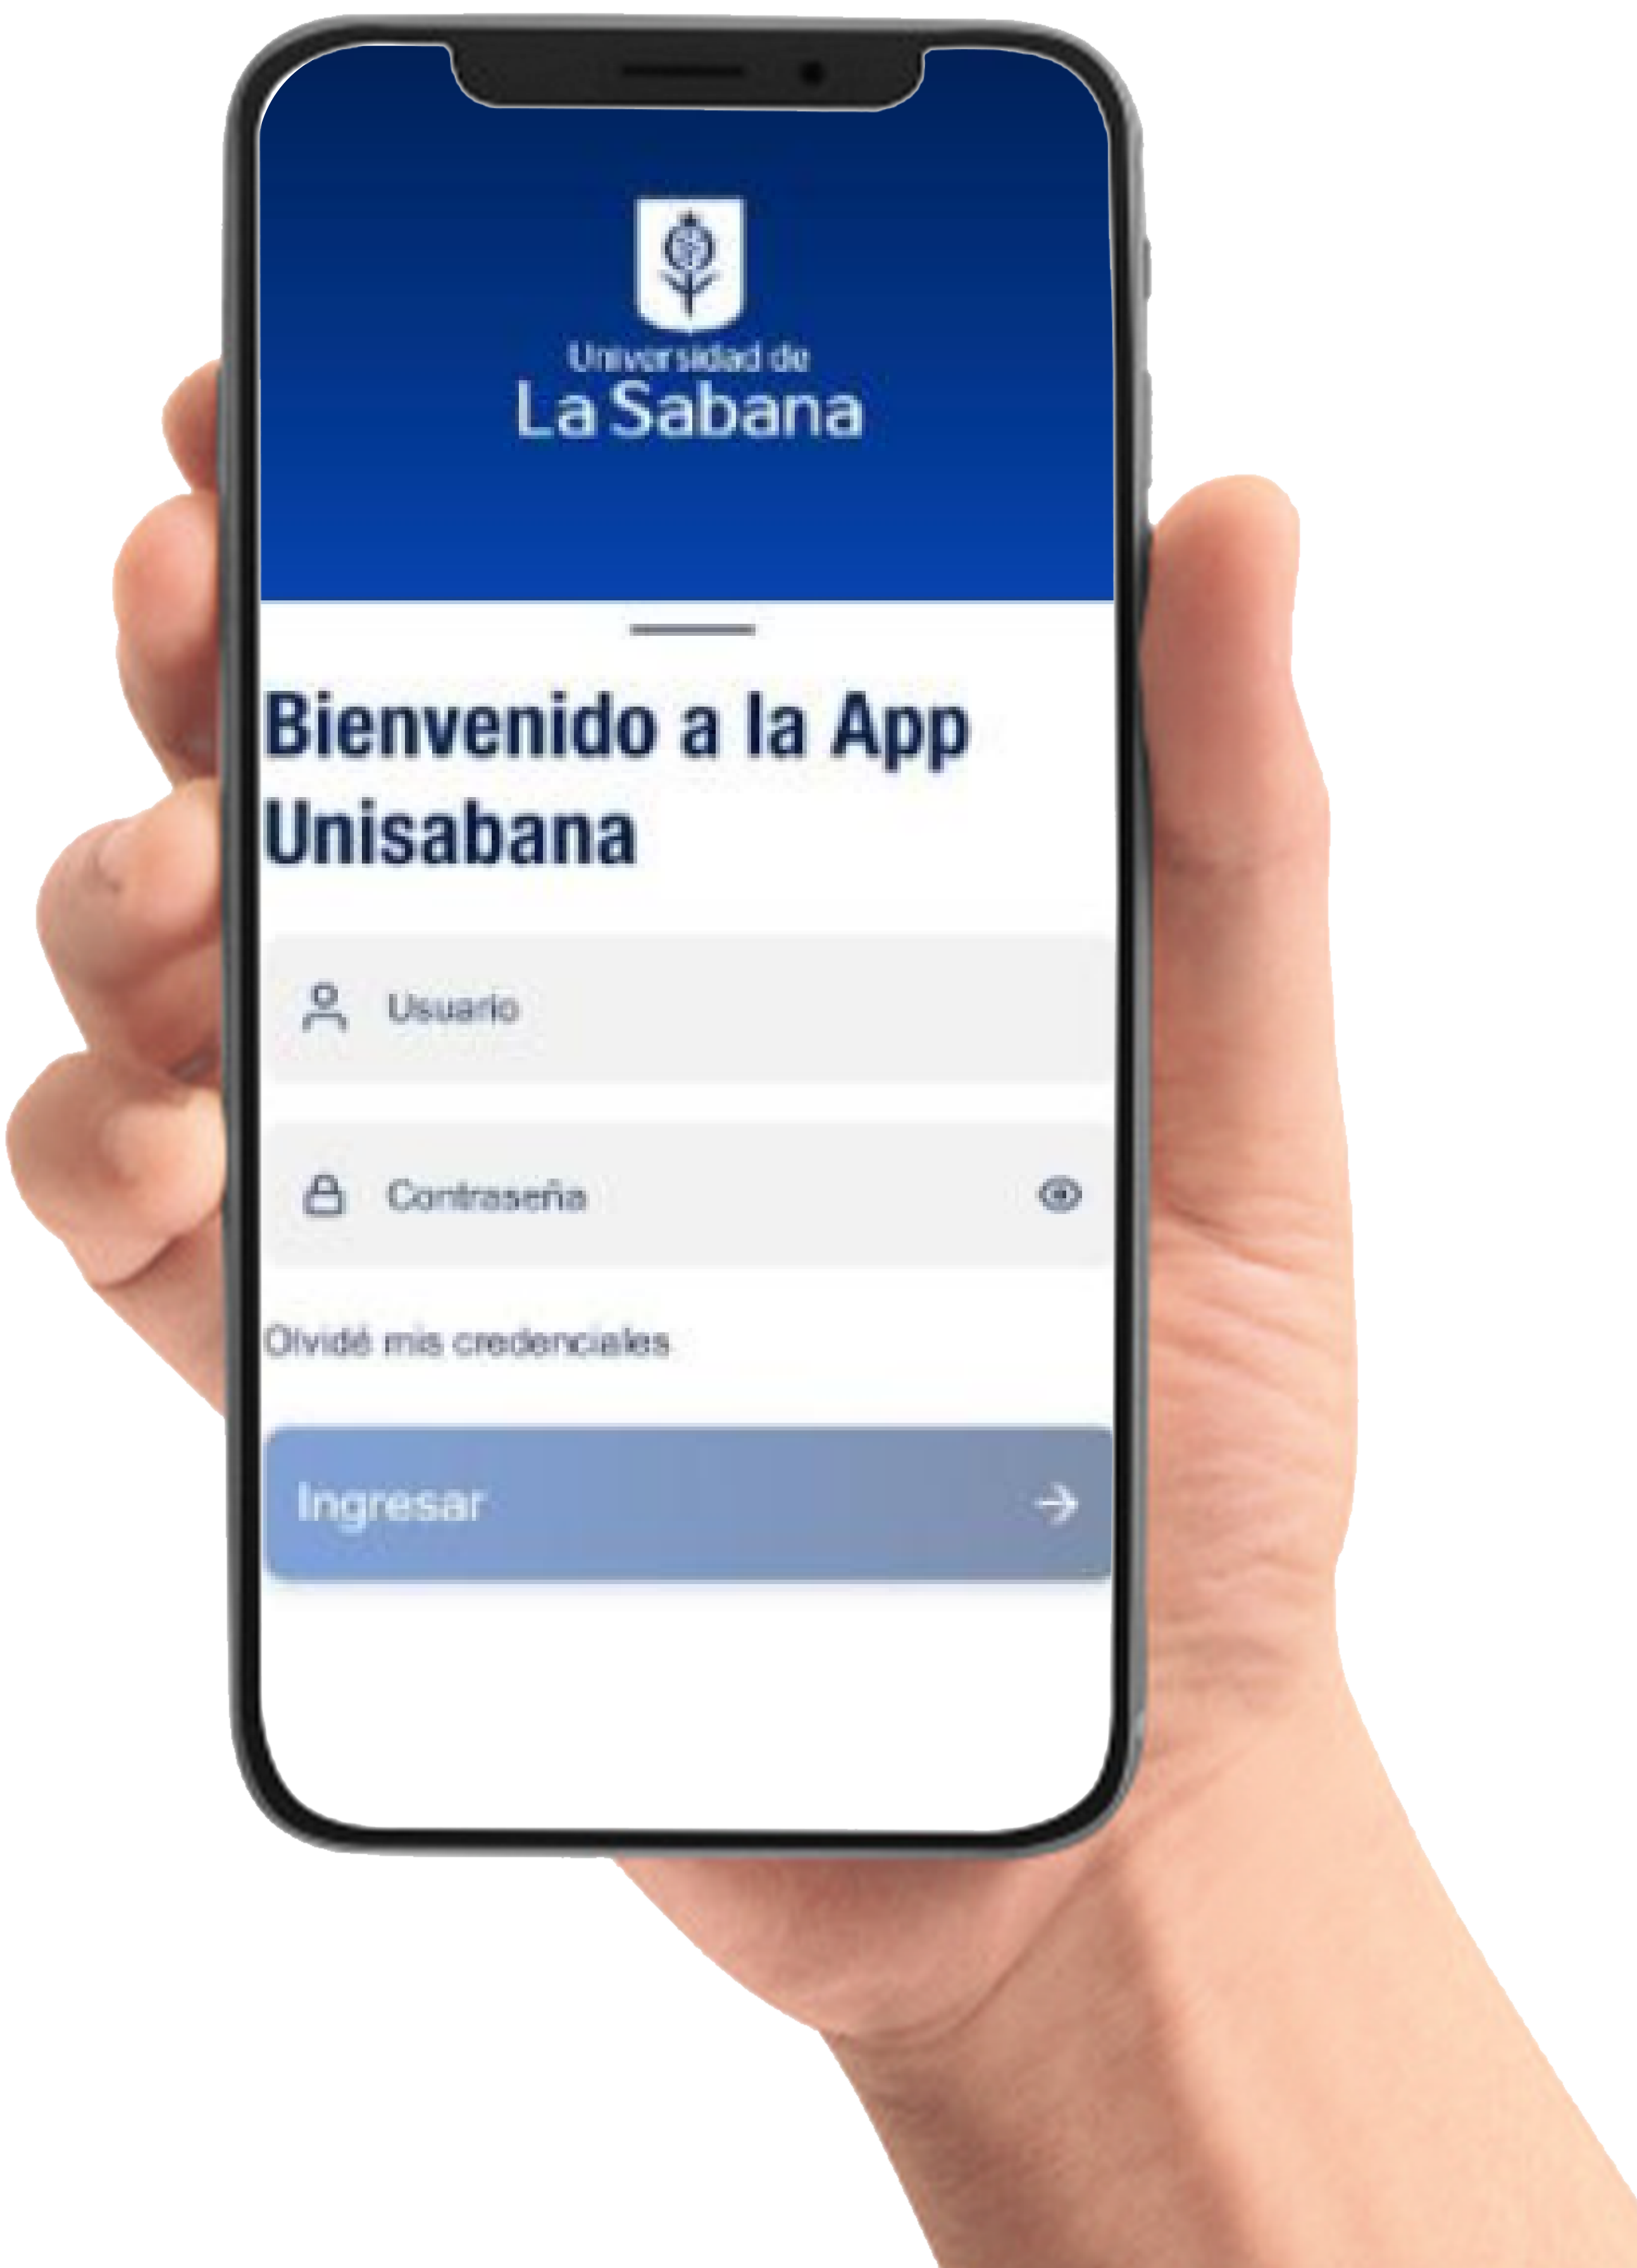 Universidad de
La Sabana
Bienvenido a la App
Unisabana
Usuario
Contraseña
Olvidé mis credenciales
Ingresar